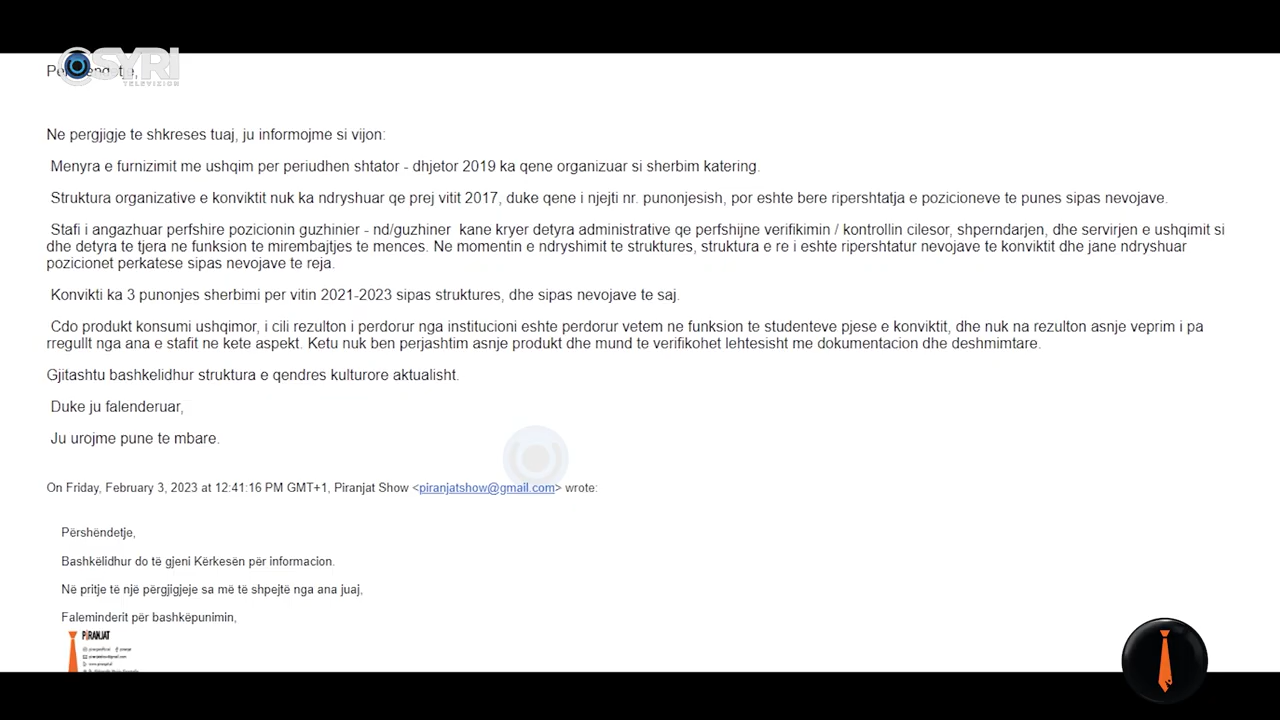 SYRI
TELEVIZION
Ne pergjigje te shkreses tuaj, ju informojme si vijon:
Menyra e furnizimit me ushqim per periudhen shtator - dhjetor 2019 ka qene organizuar si sherbim katering.
Struktura organizative e konviktit nuk ka ndryshuar qe prej vitit 2017, duke qene i njejti nr. punonjesish, por eshte bere ripershtatja e pozicioneve te punes sipas nevojave.
Stafi i angazhuar perfshire pozicionin guzhinier - nd/guzhiner kane kryer detyra administrative qe perfshijne verifikimin / kontrollin cilesor, shperndarjen, dhe servirjen e ushqimit si
dhe detyra te tjera ne funksion te mirembajtjes te mences. Ne momentin e ndryshimit te struktures, struktura e re i eshte ripershtatur nevojave te konviktit dhe jane ndryshuar
pozicionet perkatese sipas nevojave te reja.
Konvikti ka 3 punonjes sherbimi per vitin 2021-2023 sipas struktures, dhe sipas nevojave te saj.
Cdo produkt konsumi ushqimor, i cili rezulton i perdorur nga institucioni eshte perdorur vetem ne funksion te studenteve pjese e konviktit, dhe nuk na rezulton asnje veprim i pa
rregullt nga ana e stafit ne kete aspekt. Ketu nuk ben perjashtim asnje produkt dhe mund te verifikohet lehtesisht me dokumentacion dhe deshmimtare.
Gjitashtu bashkelidhur struktura e qendres kulturore aktualisht.
Duke ju falenderuar,
Ju urojme pune te mbare.
On Friday, February 3, 2023 at 12:41:16 PM GMT+1, Piranjat Show <piranjatshow@gmail.com> wrote:
Përshëndetje,
Bashkëlidhur do të gjeni Kërkesën për informacion.
Në pritje të një përgjigjeje sa më të shpejtë nga ana juaj,
Faleminderit për bashkëpunimin,
PIRANJAT